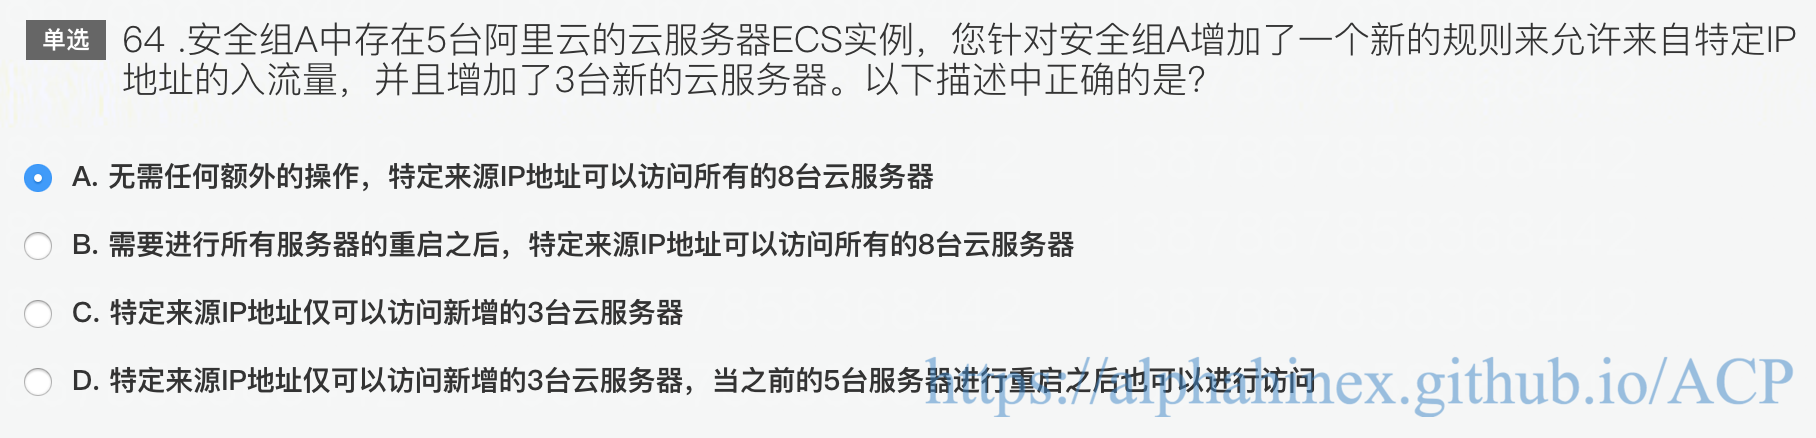 单选
64 .安全组A中存在5台阿里云的云服务器ECS实例，您针对安全组A增加了一个新的规则来允许来自特定IP
地址的入流量，并且增加了3台新的云服务器。以下描述中正确的是?
A. 无需任何额外的操作，特定来源IP地址可以访问所有的8台云服务器
B. 需要进行所有服务器的重启之后，特定来源IP地址可以访问所有的8台云服务器
C. 特定来源IP地址仅可以访问新增的3台云服务器
D. 特定来源IP地址仅可以访问新增的3台云服务器，当之前的5台服务器进行重启之后也可以进行访问
https://alphahinex.github.io/ACP